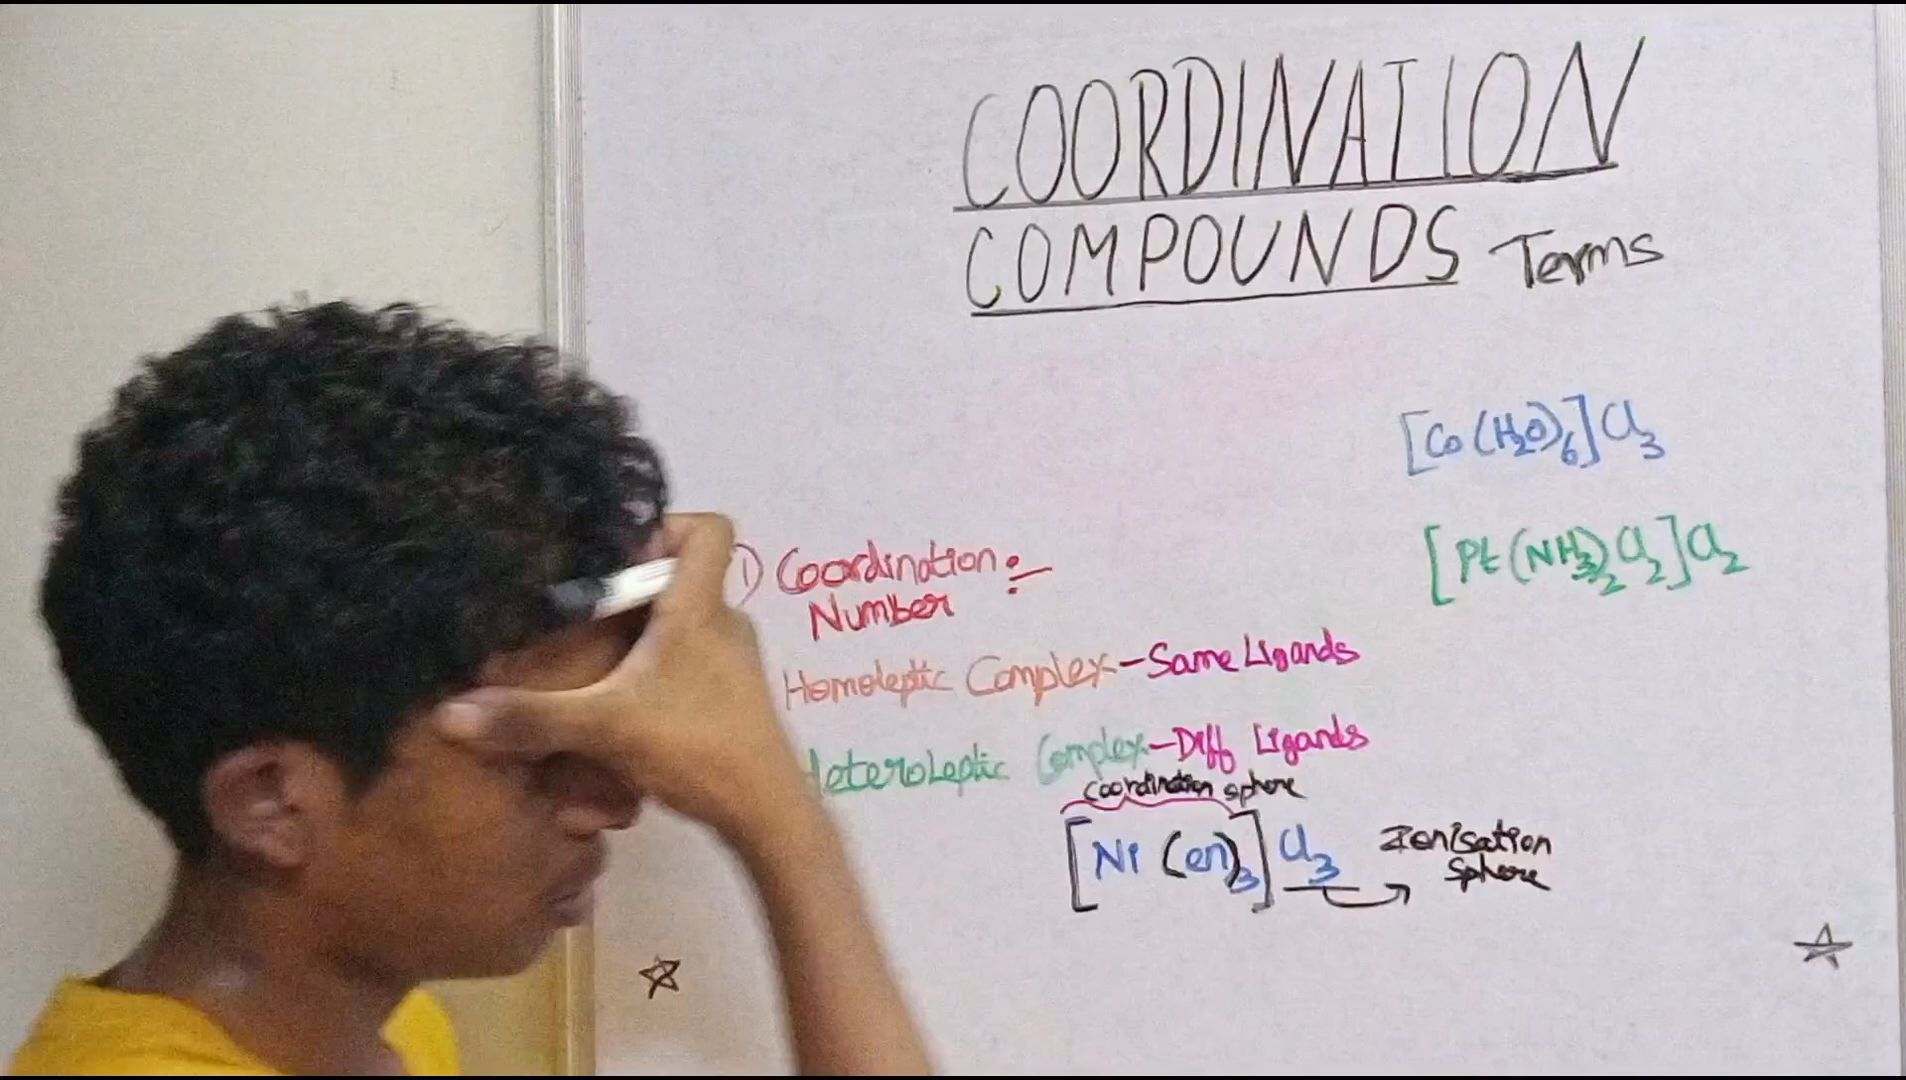 COORDINATION
COMPOUNDS Terms
[Co(H₂O)₆]Cl₃
[Pt(NH₃)₂Cl₂]Cl₂
1) Coordination :-
Number
Homoleptic Complex - Same Ligands
Heteroleptic Complex - Diff Ligands
Coordination sphere
[Ni(en)₃]Cl₃ Ionisation
Sphere